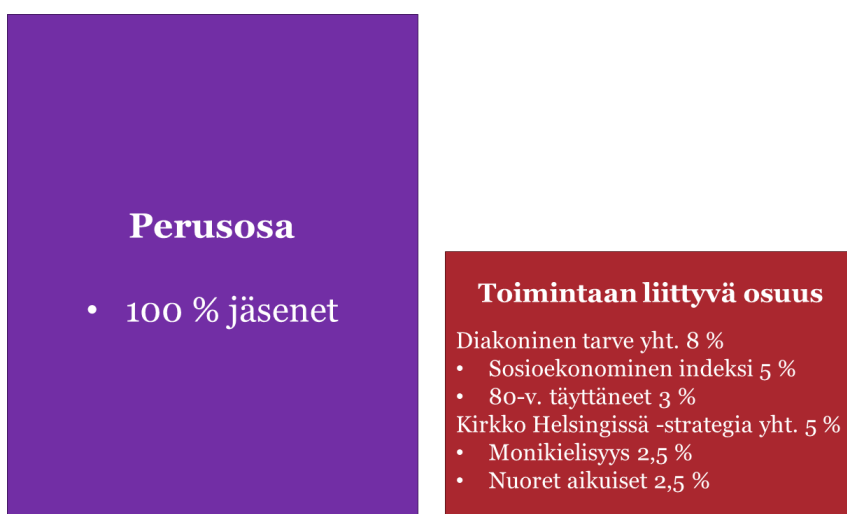 Perusosa
• 100 % jäsenet
Toimintaan liittyvä osuus
Diakoninen tarve yht. 8 %
• Sosioekonominen indeksi 5 %
• 80-v. täyttäneet 3 %
Kirkko Helsingissä -strategia yht. 5 %
• Monikielisyys 2,5 %
• Nuoret aikuiset 2,5 %